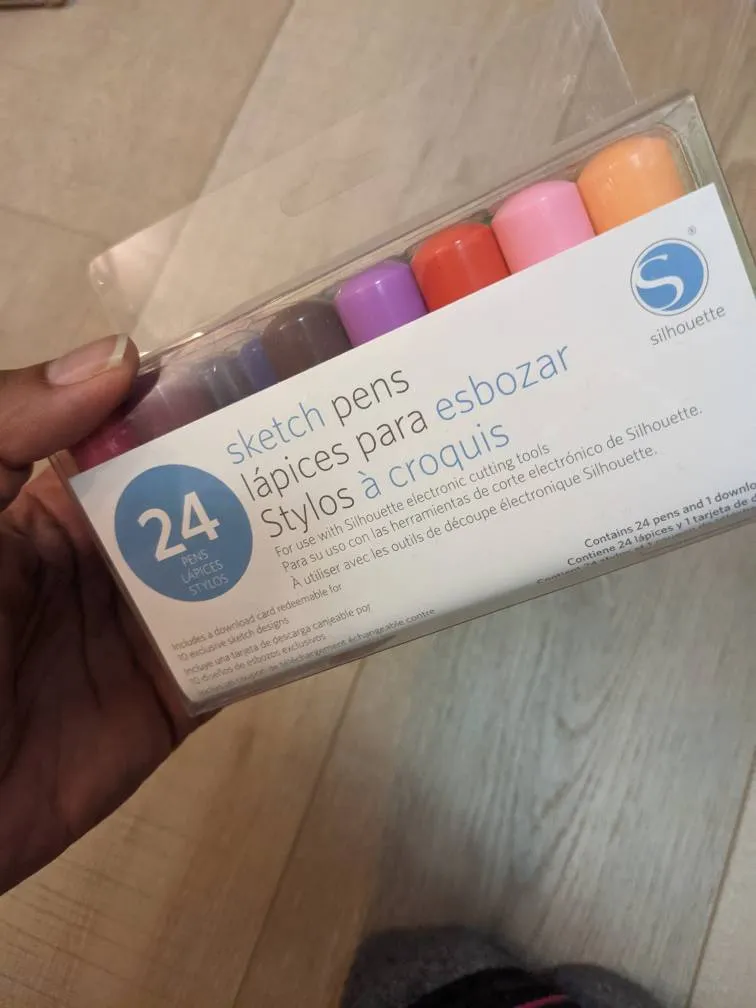 S
®
silhouette
sketch pens
lápices para esbozar
Stylos à croquis
24
PENS
LÁPICES
STYLOS
For use with Silhouette electronic cutting tools
Para su uso con las herramientas de corte electrónico de Silhouette.
À utiliser avec les outils de découpe électronique Silhouette.
Contains 24 pens and 1
Contiene 24 lápices y 1 tarjeta de
Includes a download card redeemable for
10 exclusive sketch designs
Incluye una tarjeta de descarga canjeable por
10 diseños de esbozos exclusivos
téléchargement échangeable contre